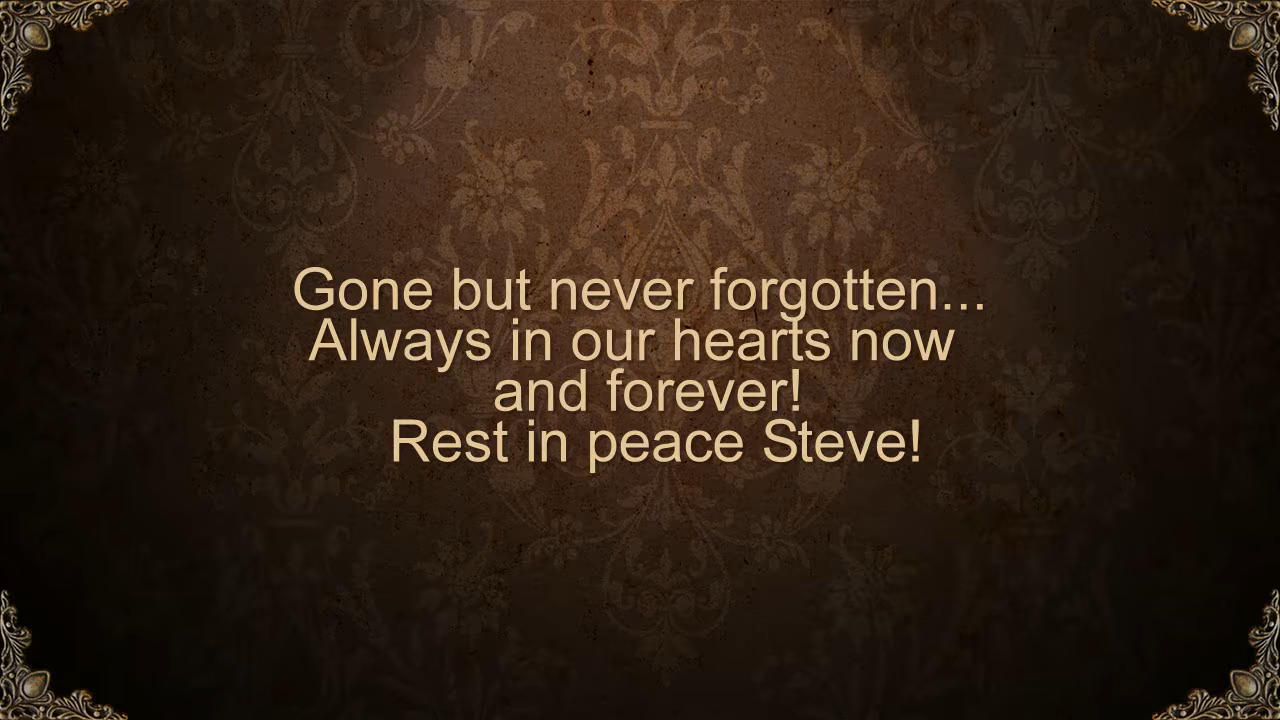 Gone but never forgotten...
Always in our hearts now
and forever!
Rest in peace Steve!